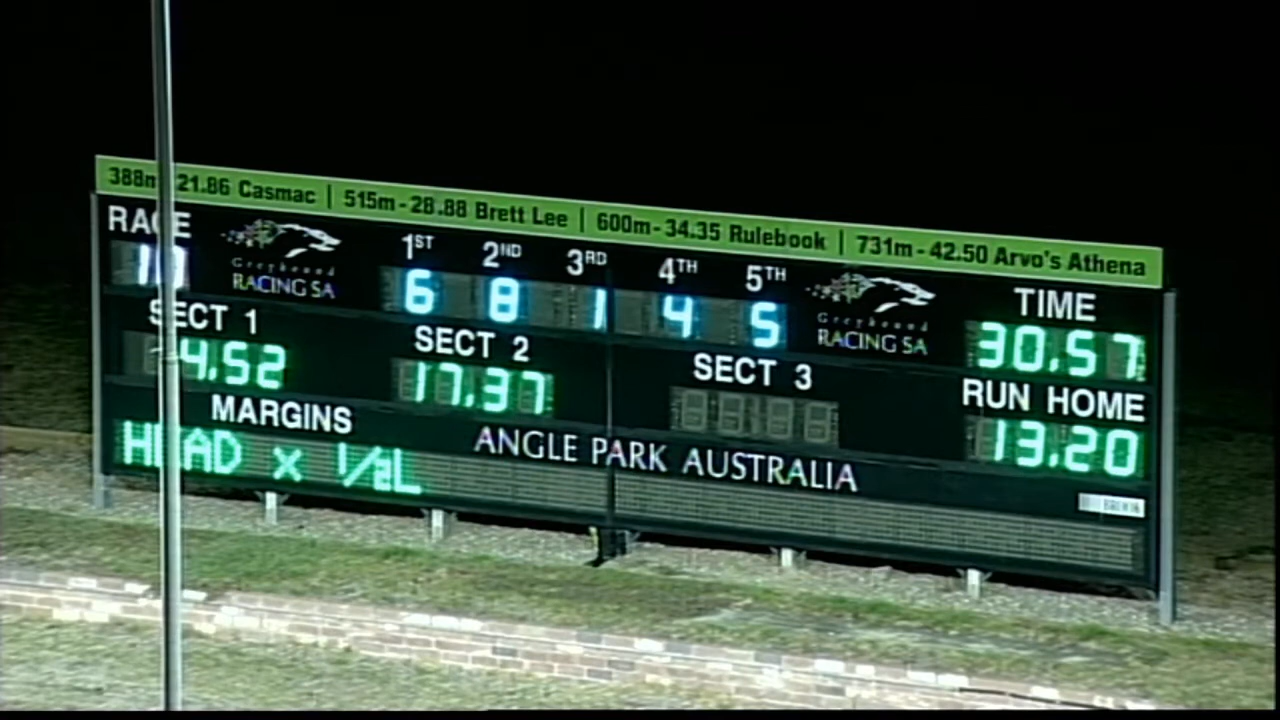 388m - 21.86 Casmac | 515m - 28.88 Brett Lee | 600m - 34.35 Rulebook | 731m - 42.50 Arvo's Athena
RACE 1ST 2ND 3RD 4TH 5TH TIME
Greyhound RACING SA
6 8 1 4 5
Greyhound RACING SA
30.57
SECT 1 SECT 2 SECT 3 RUN HOME
4.52 17.37 13.20
MARGINS
HEAD x 1/2L
ANGLE PARK AUSTRALIA